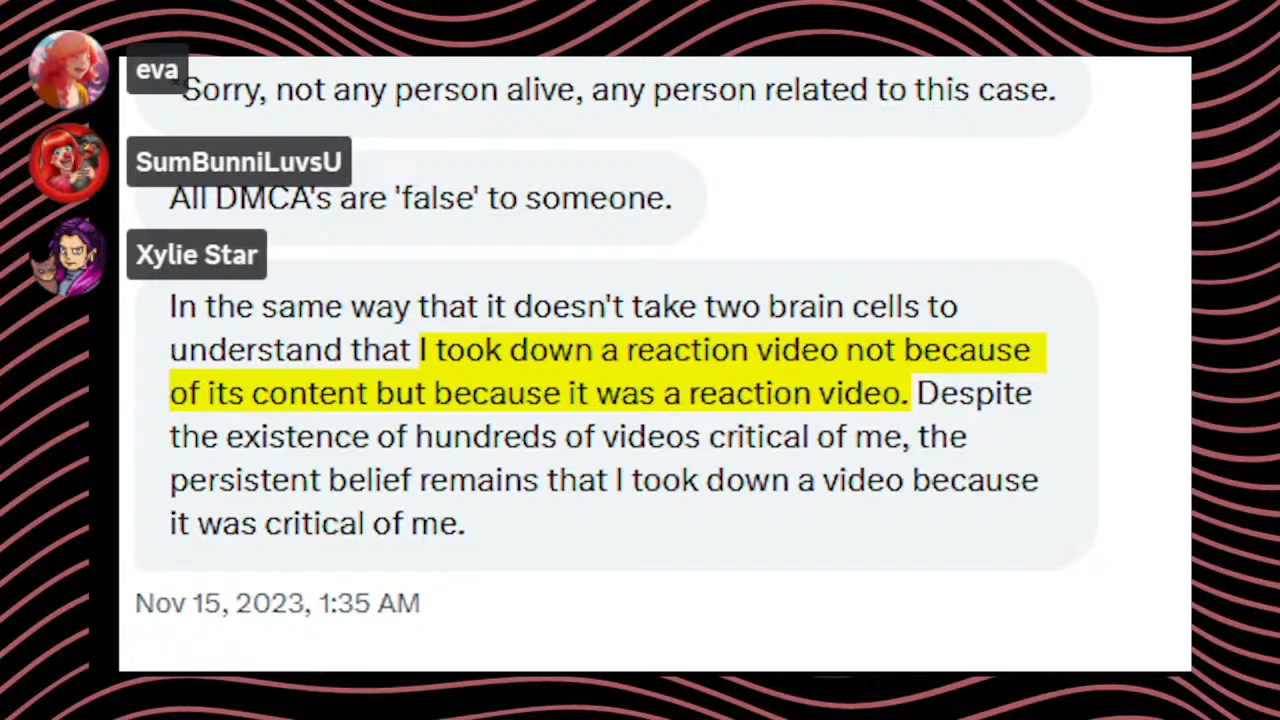 eva
*Sorry, not any person alive, any person related to this case.
SumBunniLuvsU
All DMCA's are 'false' to someone.
Xylie Star
In the same way that it doesn't take two brain cells to
understand that I took down a reaction video not because
of its content but because it was a reaction video. Despite
the existence of hundreds of videos critical of me, the
persistent belief remains that I took down a video because
it was critical of me.
Nov 15, 2023, 1:35 AM